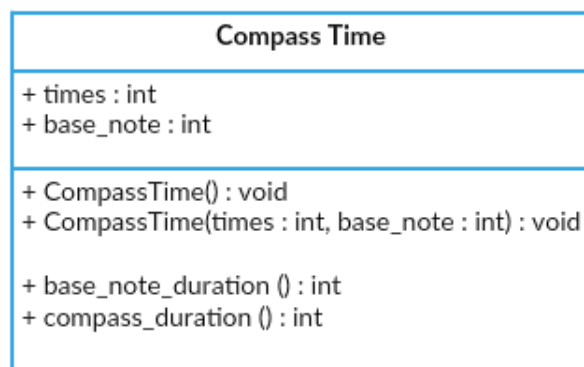 Compass Time
+ times : int
+ base_note : int
+ CompassTime() : void
+ CompassTime(times : int, base_note : int) : void
+ base_note_duration () : int
+ compass_duration () : int